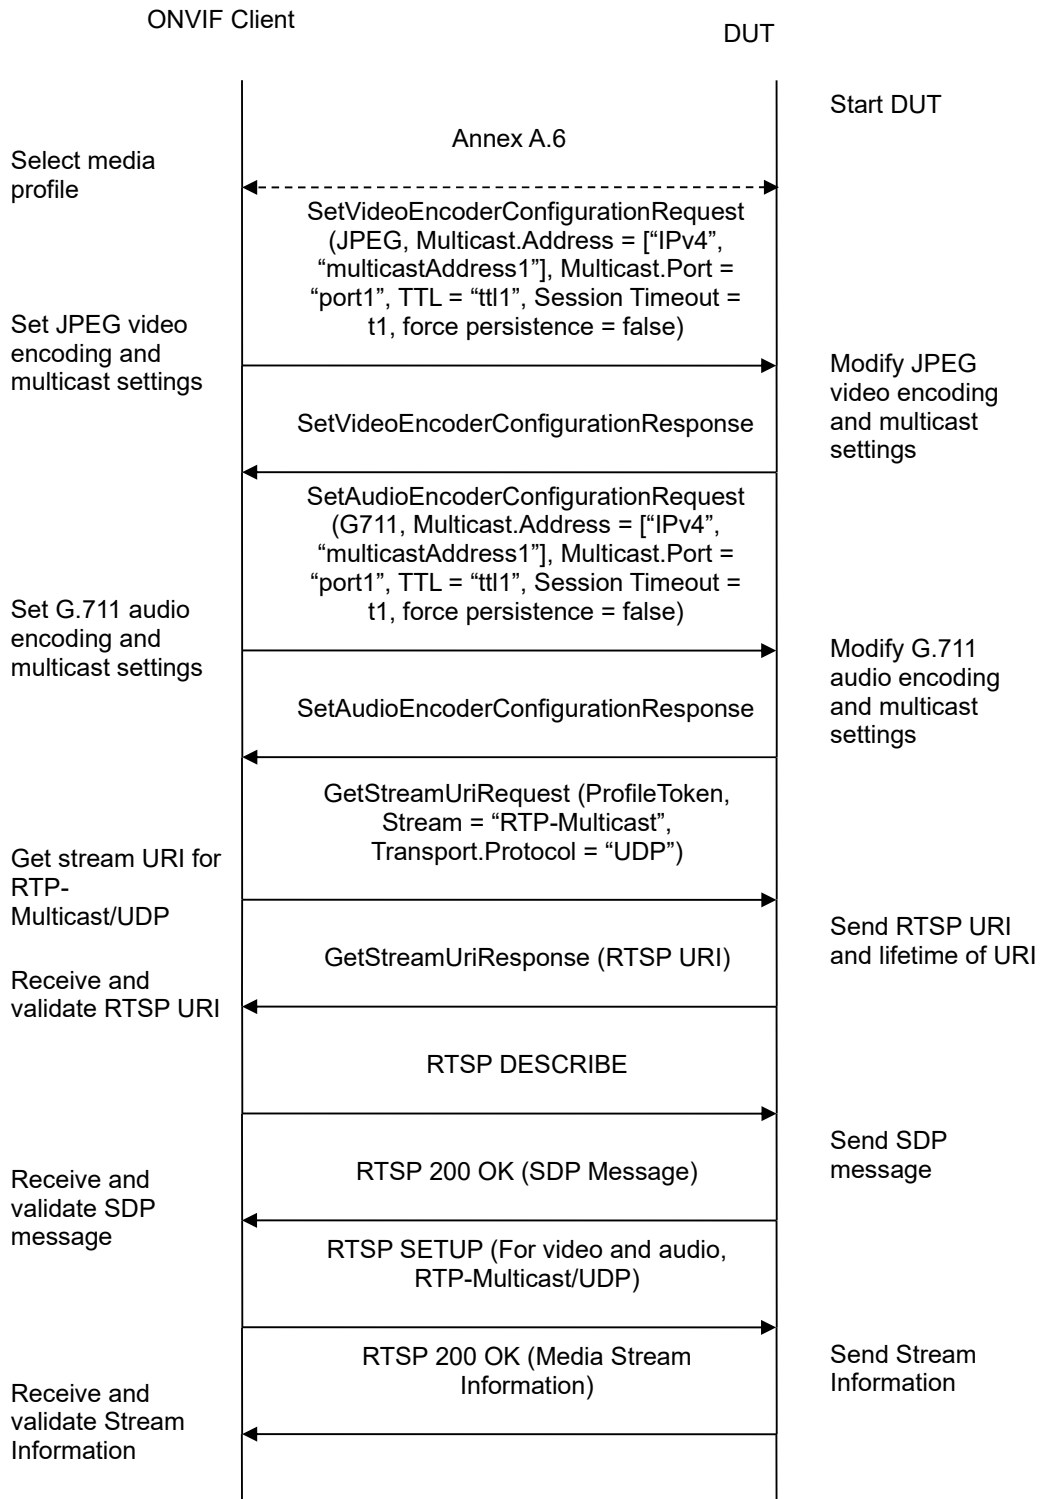 ONVIF Client
DUT
Start DUT
Annex A.6
Select media
profile
SetVideoEncoderConfigurationRequest
(JPEG, Multicast.Address = [“IPv4”,
“multicastAddress1”], Multicast.Port =
“port1”, TTL = “ttl1”, Session Timeout =
t1, force persistence = false)
Set JPEG video
encoding and
multicast settings
Modify JPEG
video encoding
and multicast
settings
SetVideoEncoderConfigurationResponse
SetAudioEncoderConfigurationRequest
(G711, Multicast.Address = [“IPv4”,
“multicastAddress1”], Multicast.Port =
“port1”, TTL = “ttl1”, Session Timeout =
t1, force persistence = false)
Set G.711 audio
encoding and
multicast settings
Modify G.711
audio encoding
and multicast
settings
SetAudioEncoderConfigurationResponse
GetStreamUriRequest (ProfileToken,
Stream = “RTP-Multicast”,
Transport.Protocol = “UDP”)
Get stream URI for
RTP-
Multicast/UDP
Send RTSP URI
and lifetime of URI
GetStreamUriResponse (RTSP URI)
Receive and
validate RTSP URI
RTSP DESCRIBE
Send SDP
message
RTSP 200 OK (SDP Message)
Receive and
validate SDP
message
RTSP SETUP (For video and audio,
RTP-Multicast/UDP)
RTSP 200 OK (Media Stream
Information)
Send Stream
Information
Receive and
validate Stream
Information